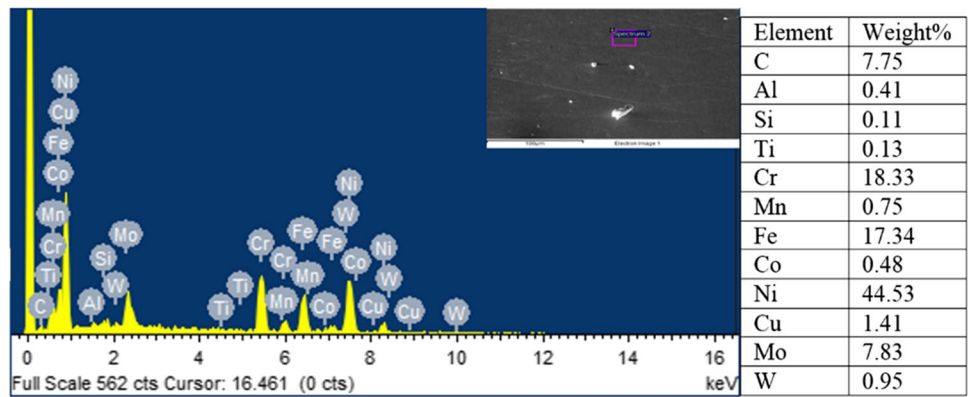 Ni
Cu
Fe
Co
Mn
Cr
Ti
C
Al
Si
W
Mo
Ti
Ti
Cr
Cr
Mn
Fe
Mn
Co
Fe
Ni
W
Co
Cu
Ni
W
Cu
W
Spectrum 2
100µm
Electron Image 1
0 2 4 6 8 10 12 14 16
Full Scale 562 cts Cursor: 16.461 (0 cts)
keV
Element Weight%
C 7.75
Al 0.41
Si 0.11
Ti 0.13
Cr 18.33
Mn 0.75
Fe 17.34
Co 0.48
Ni 44.53
Cu 1.41
Mo 7.83
W 0.95